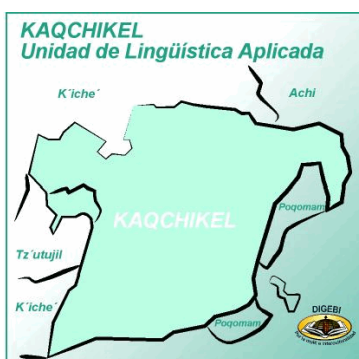 KAQCHIKEL
Unidad de Lingüística Aplicada
K´iche´
Achi
KAQCHIKEL
Poqomam
Tz´utujil
K´iche´
Poqomam
DIGEBI